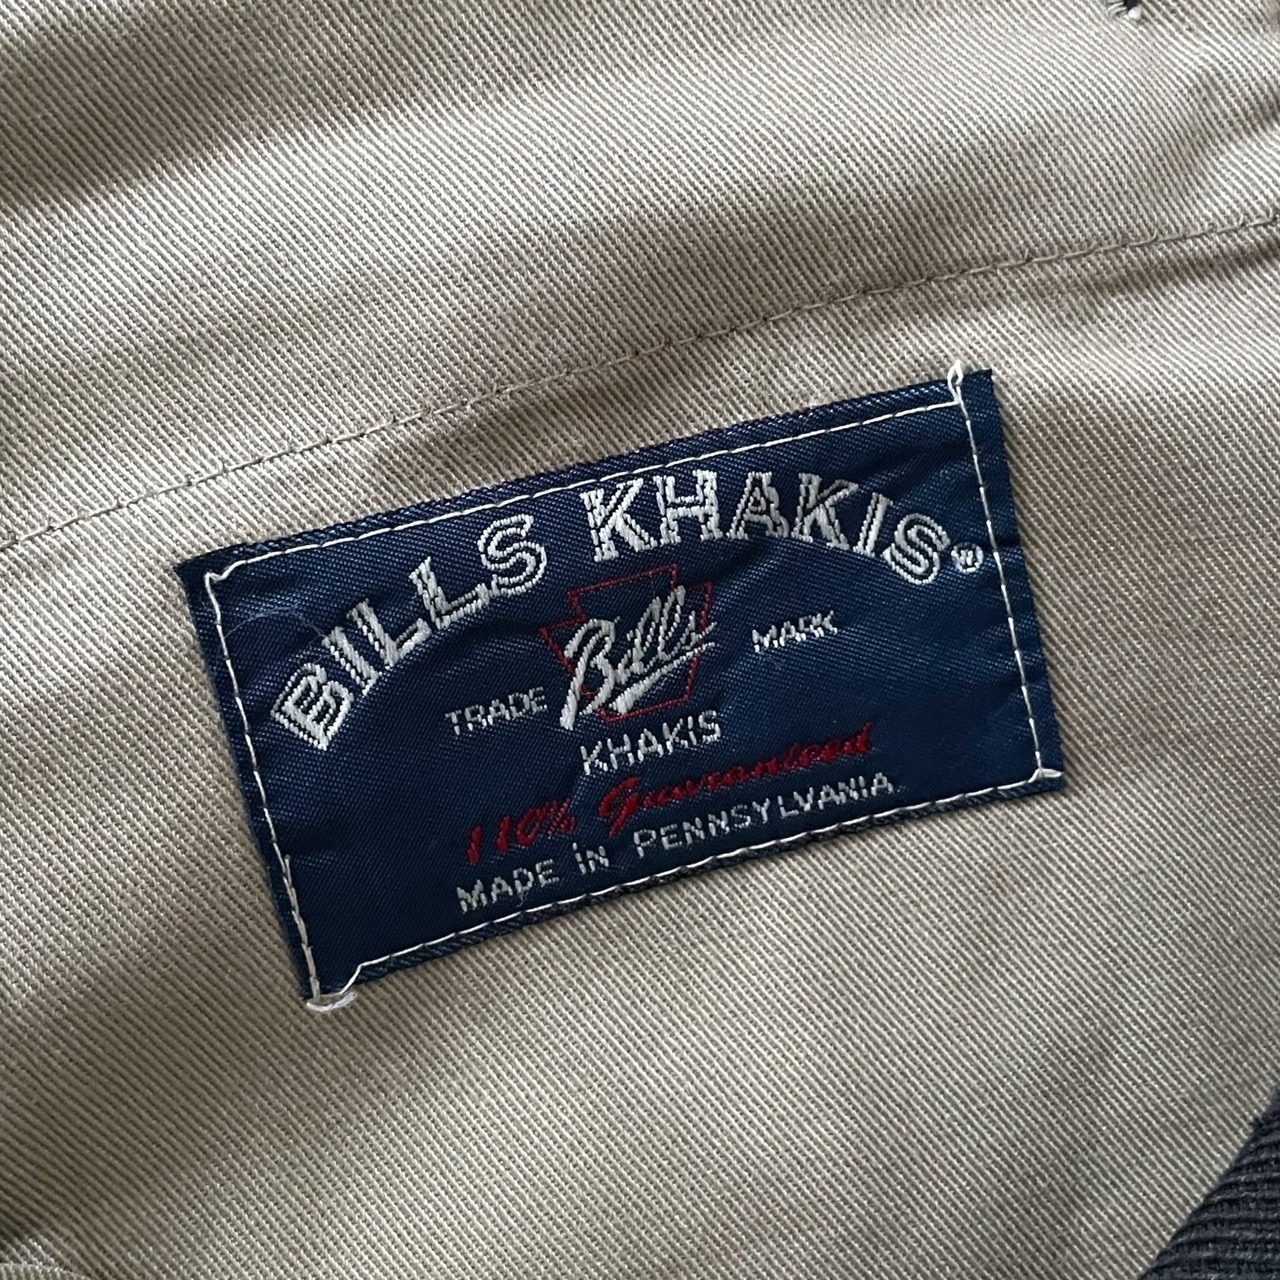 BILLS KHAKIS
TRADE Bills MARK
KHAKIS
110% Guaranteed
MADE iN PENNSYLVANIA